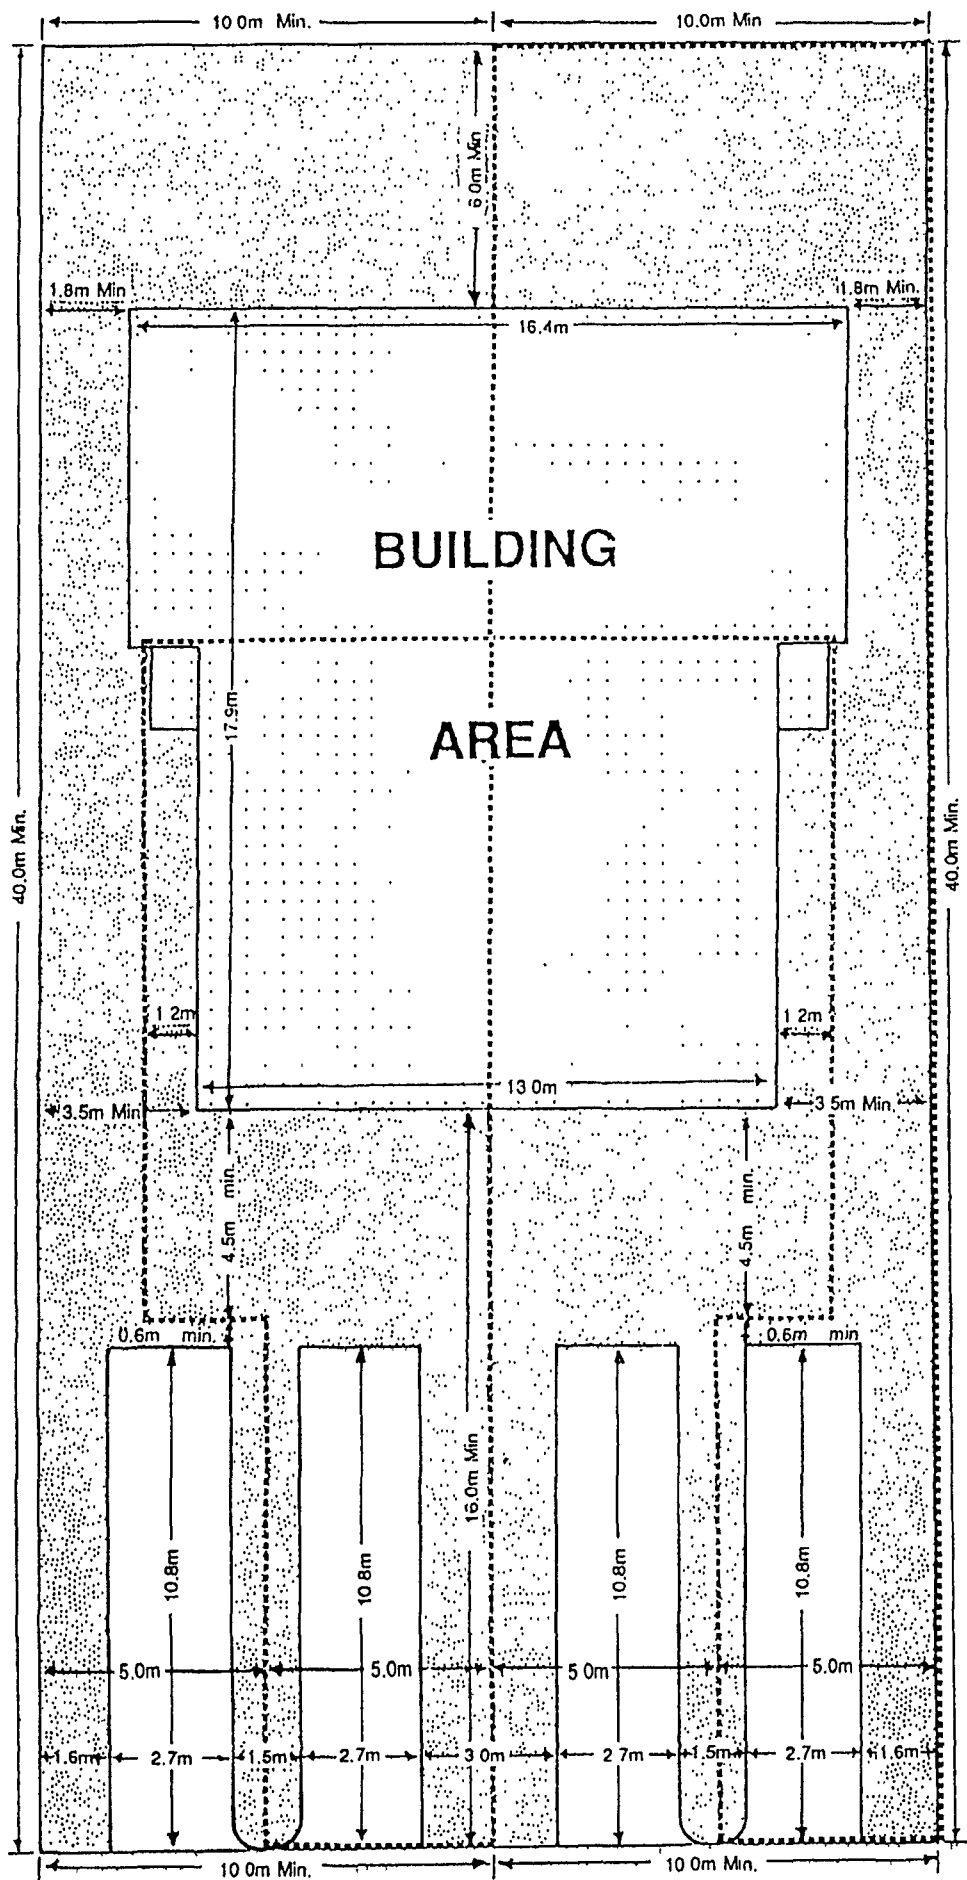 10 0m Min.
10.0m Min.
6 0m Min
1.8m Min
1.8m Min.
16.4m
BUILDING
17.9m
AREA
40.0m Min.
40.0m Min.
1 2m
1 2m
13 0m
3.5m Min
3 5m Min.
4.5m min
4.5m min.
0.6m min.
0.6m min
16.0m Min
10.8m
10 8m
10.8m
10.8m
5.0m
5.0m
5 0m
5.0m
1.6m
2.7m
1.5m
2.7m
3 0m
2 7m
1.5m
2.7m
1.6m
10 0m Min.
10 0m Min.